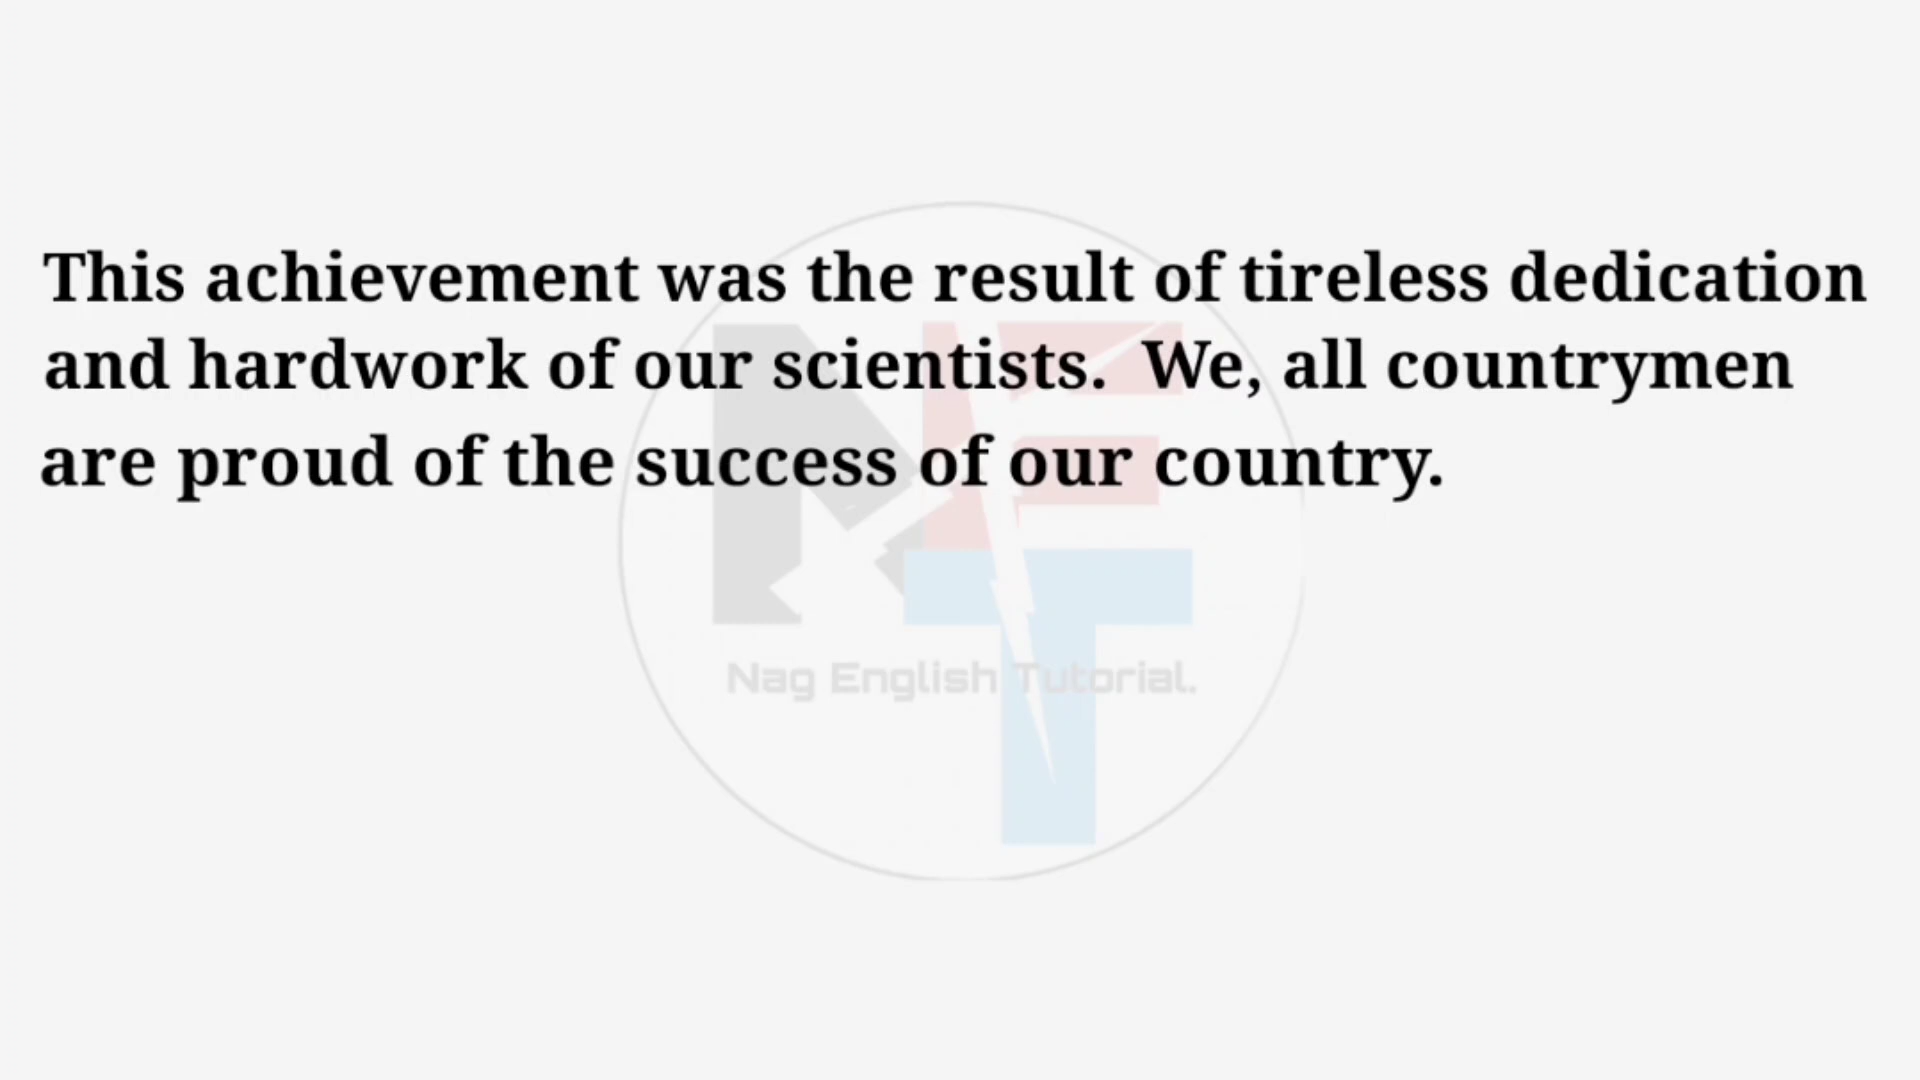 This achievement was the result of tireless dedication
and hardwork of our scientists.  We, all countrymen
are proud of the success of our country.
NET
Nag English Tutorial.